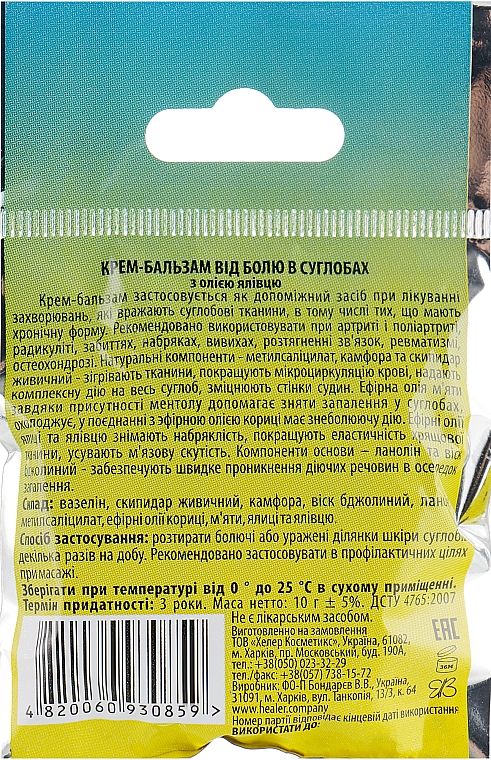 КРЕМ-БАЛЬЗАМ ВІД БОЛЮ В СУГЛОБАХ
з олією ялівцю
Крем-бальзам застосовується як допоміжний засіб при лікуванні
захворювань, які вражають суглобові тканини, в тому числі тих, що мають
хронічну форму. Рекомендовано використовувати при артриті і поліартриті,
радикуліті, забиттях, набряках, вивихах, розтягненні зв'язок, ревматизмі,
остеохондрозі. Натуральні компоненти - метилсаліцилат, камфора та скипидар
живичний - зігрівають тканини, покращують мікроциркуляцію крові, надають
комплексну дію на весь суглоб, зміцнюють стінки судин. Ефірна олія м'яти
завдяки присутності ментолу допомагає зняти запалення у суглобах,
охолоджує, у поєднанні з эфірною олією кориці має знеболюючу дію. Ефірні олії
ялиці та ялівцю знімають набряклість, покращують еластичність хрящової
тканини, усувають м'язову скутість. Компоненти основи – ланолін та віск
бджолиний - забезпечують швидке проникнення діючих речовин в осередок
запалення.
Склад: вазелін, скипидар живичний, камфора, віск бджолиний, лано
метилсаліцилат, ефірні олії кориці, м'яти, ялиці та ялівцю.
Спосіб застосування: розтирати болючі або уражені ділянки шкіри суглоб
декілька разів на добу. Рекомендовано застосовувати в профілактичних цілях
при масажі.
Зберігати при температурі від 0 ° до 25 °С в сухому приміщенні.
Термін придатності: 3 роки. Маса нетто: 10 г ± 5%. ДСТУ 4765:2007
Не є лікарським засобом.
Виготовлено на замовлення
ТОВ «Хелер Косметикс», Україна, 61082,
м. Харків, пр. Московський, буд. 190А,
тел.: +38(050) 023-32-29
тел./факс: +38(057) 738-15-72
Виробник: ФО-П Бондарєв В.В., Україна,
31091, м. Харків, вул. Танкопія, 13/3, к. 64
www.healer.company
Номер партії відповідає кінцевій даті використання
ВИКОРИСТАТИ ДО:
EAC
36M
4 820060 930859 >